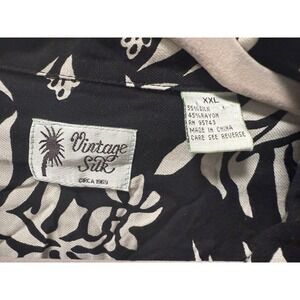 Vintage
Silk
CIRCA 1969
XXL
55%SILK
45%RAYON
RN 95743
MADE IN CHINA
CARE SEE REVERSE